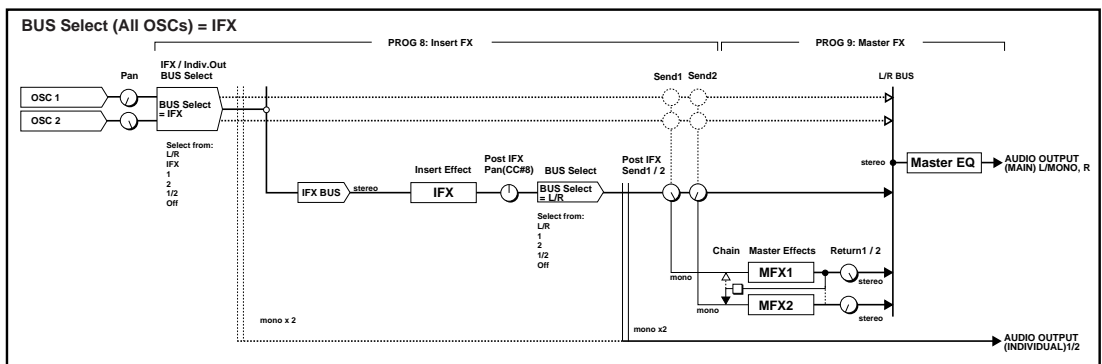 BUS Select (All OSCs) = IFX
PROG 8: Insert FX
PROG 9: Master FX
Pan
IFX / Indiv.Out
BUS Select
Send1
Send2
L/R BUS
OSC 1
OSC 2
BUS Select
= IFX
Select from:
L/R
IFX
1
2
1/2
Off
IFX BUS
stereo
Insert Effect
IFX
Post IFX
Pan(CC#8)
BUS Select
BUS Select
= L/R
Select from:
L/R
1
2
1/2
Off
Post IFX
Send1 / 2
stereo
Master EQ
AUDIO OUTPUT
(MAIN) L/MONO, R
Chain
Master Effects
Return1 / 2
mono
MFX1
stereo
mono
MFX2
stereo
mono x 2
mono x2
AUDIO OUTPUT
(INDIVIDUAL)1/2